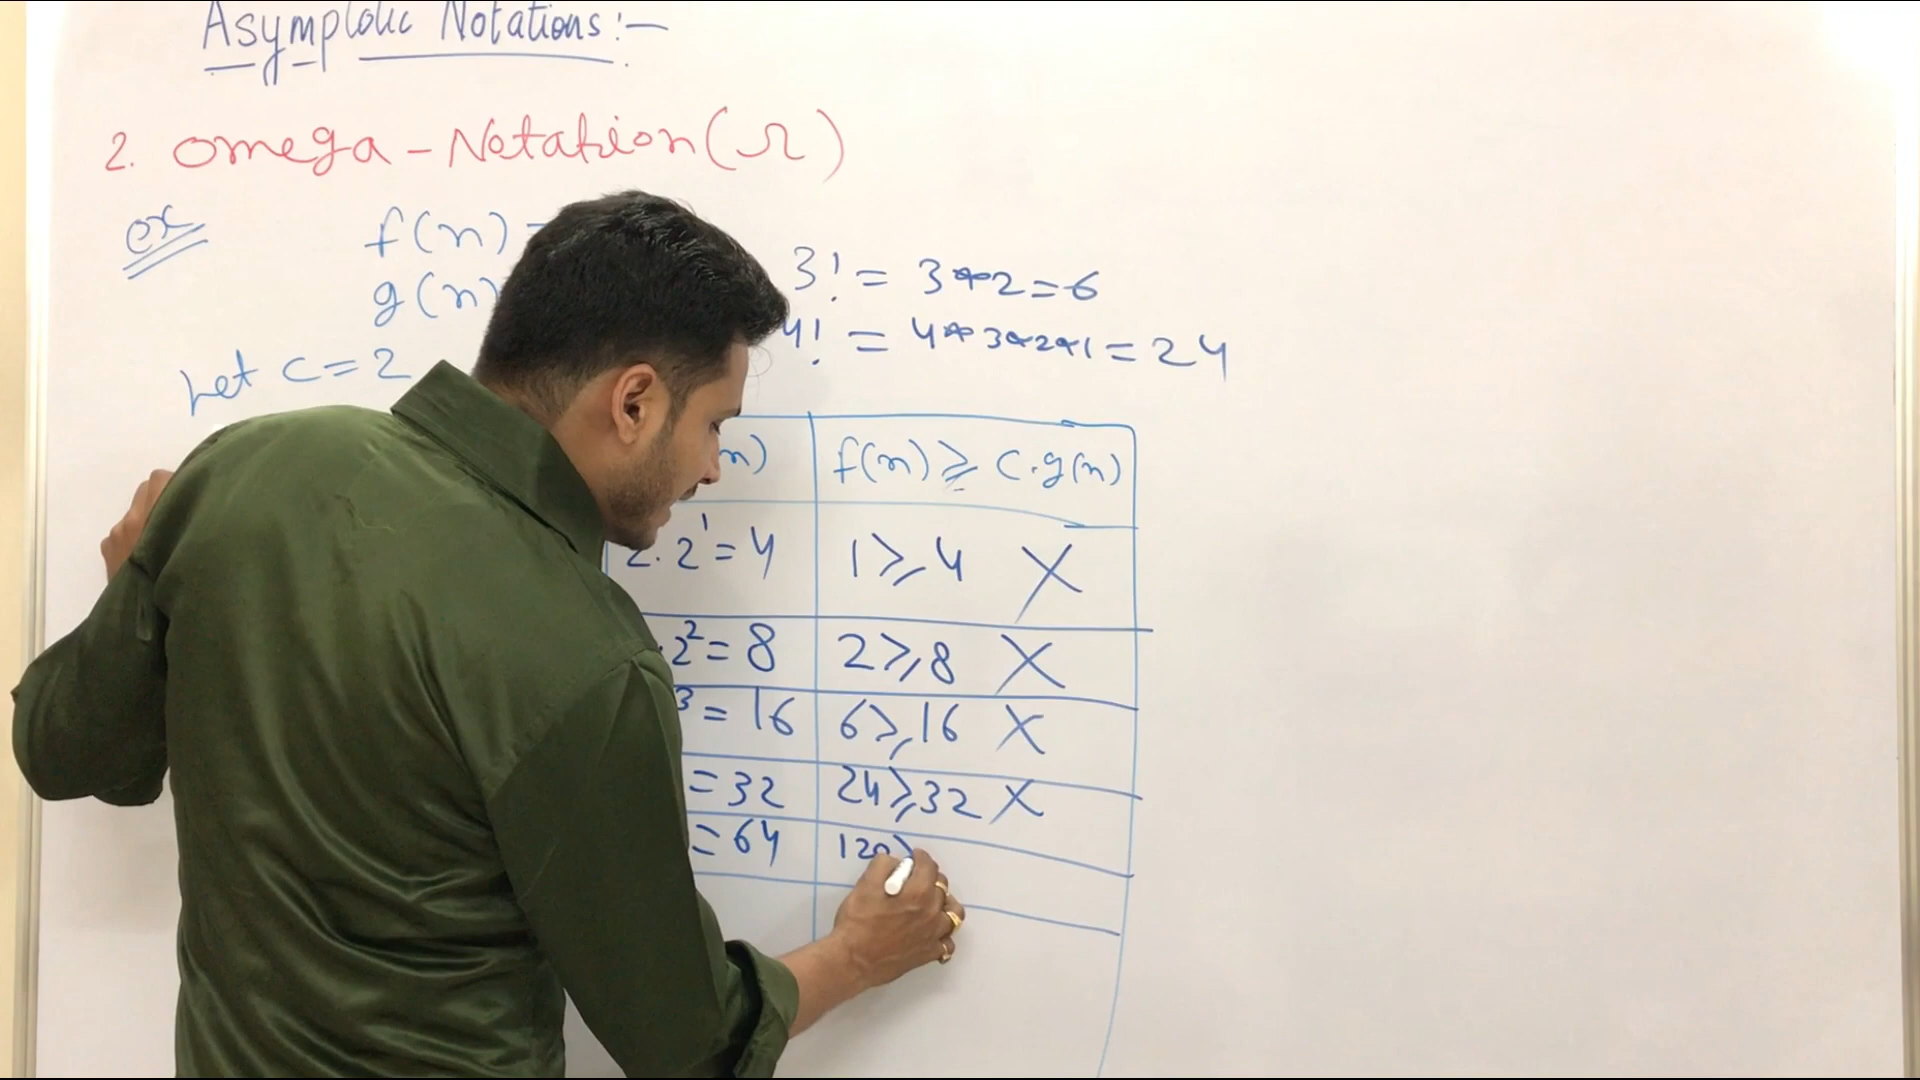 Asymptotic Notations:-
2. Omega-Notation(Ω)
ex
f(n)
g(n)
3! = 3*2=6
4! = 4*3*2*1=24
Let c=2
n) f(n) ≥ c.g(n)
2.2¹=4 1≥4 X
.2²=8 2≥8 X
³=16 6≥16 X
=32 24≥32 X
=64 120≥